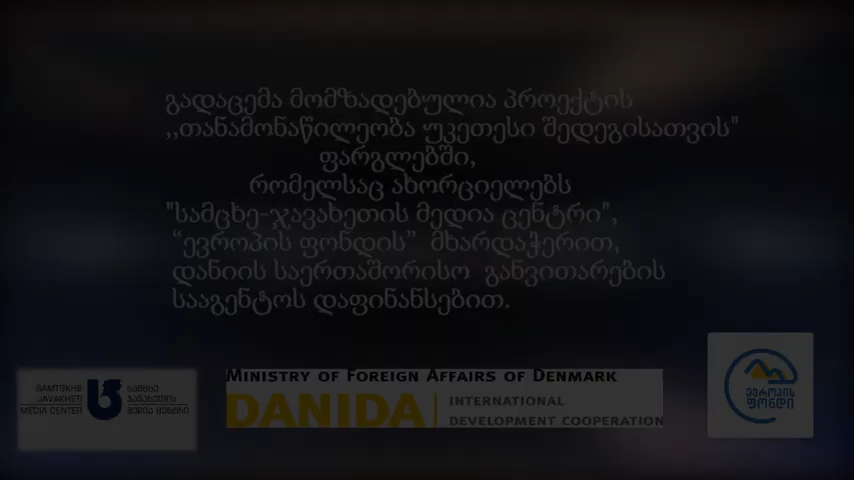 გადაცემა მომზადებულია პროექტის
,,თანამონაწილეობა უკეთესი შედეგისათვის"
ფარგლებში,
რომელსაც ახორციელებს
"სამცხე-ჯავახეთის მედია ცენტრი",
“ევროპის ფონდის” მხარდაჭერით,
დანიის საერთაშორისო განვითარების
სააგენტოს დაფინანსებით.
SAMTSKHE
JAVAKHETI
MEDIA CENTER
სამცხე
ჯავახეთის
მედია ცენტრი
MINISTRY OF FOREIGN AFFAIRS OF DENMARK
DANIDA
INTERNATIONAL
DEVELOPMENT COOPERATION
ევროპის
ფონდი